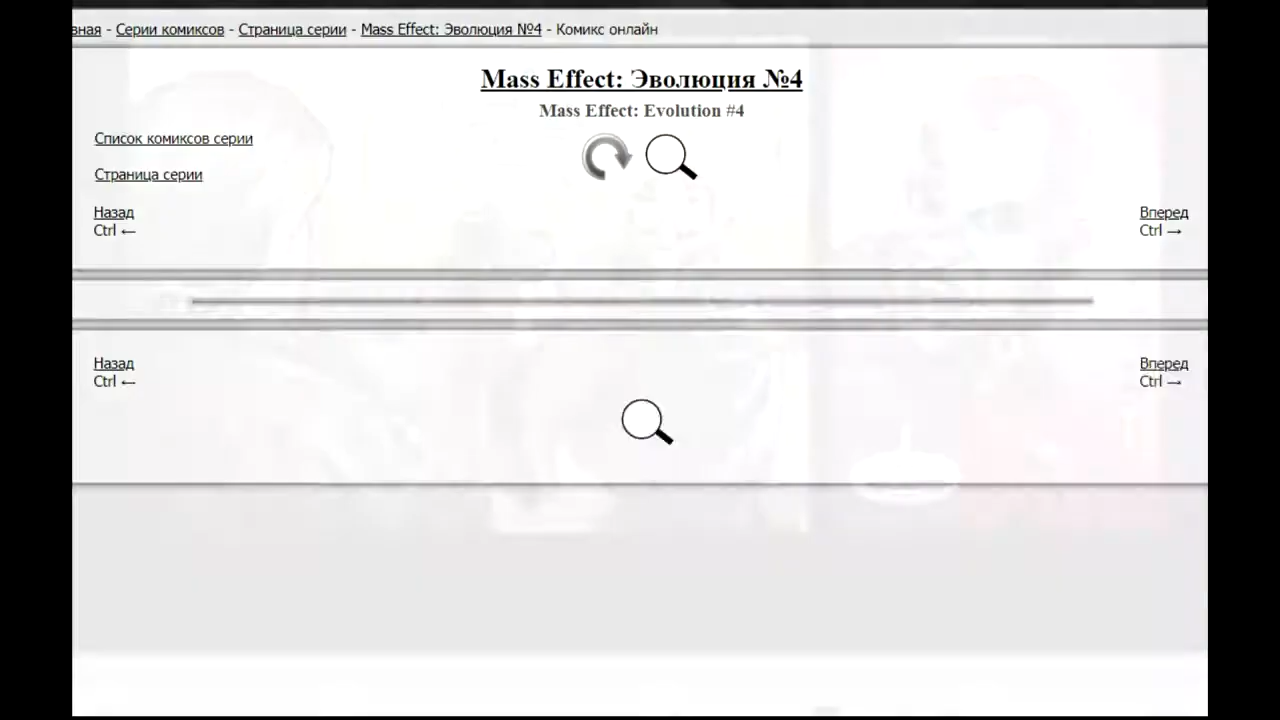 вная - Серии комиксов - Страница серии - Mass Effect: Эволюция №4 - Комикс онлайн
Mass Effect: Эволюция №4
Mass Effect: Evolution #4
Список комиксов серии
Страница серии
Назад
Ctrl ←
Вперед
Ctrl →
Назад
Ctrl ←
Вперед
Ctrl →